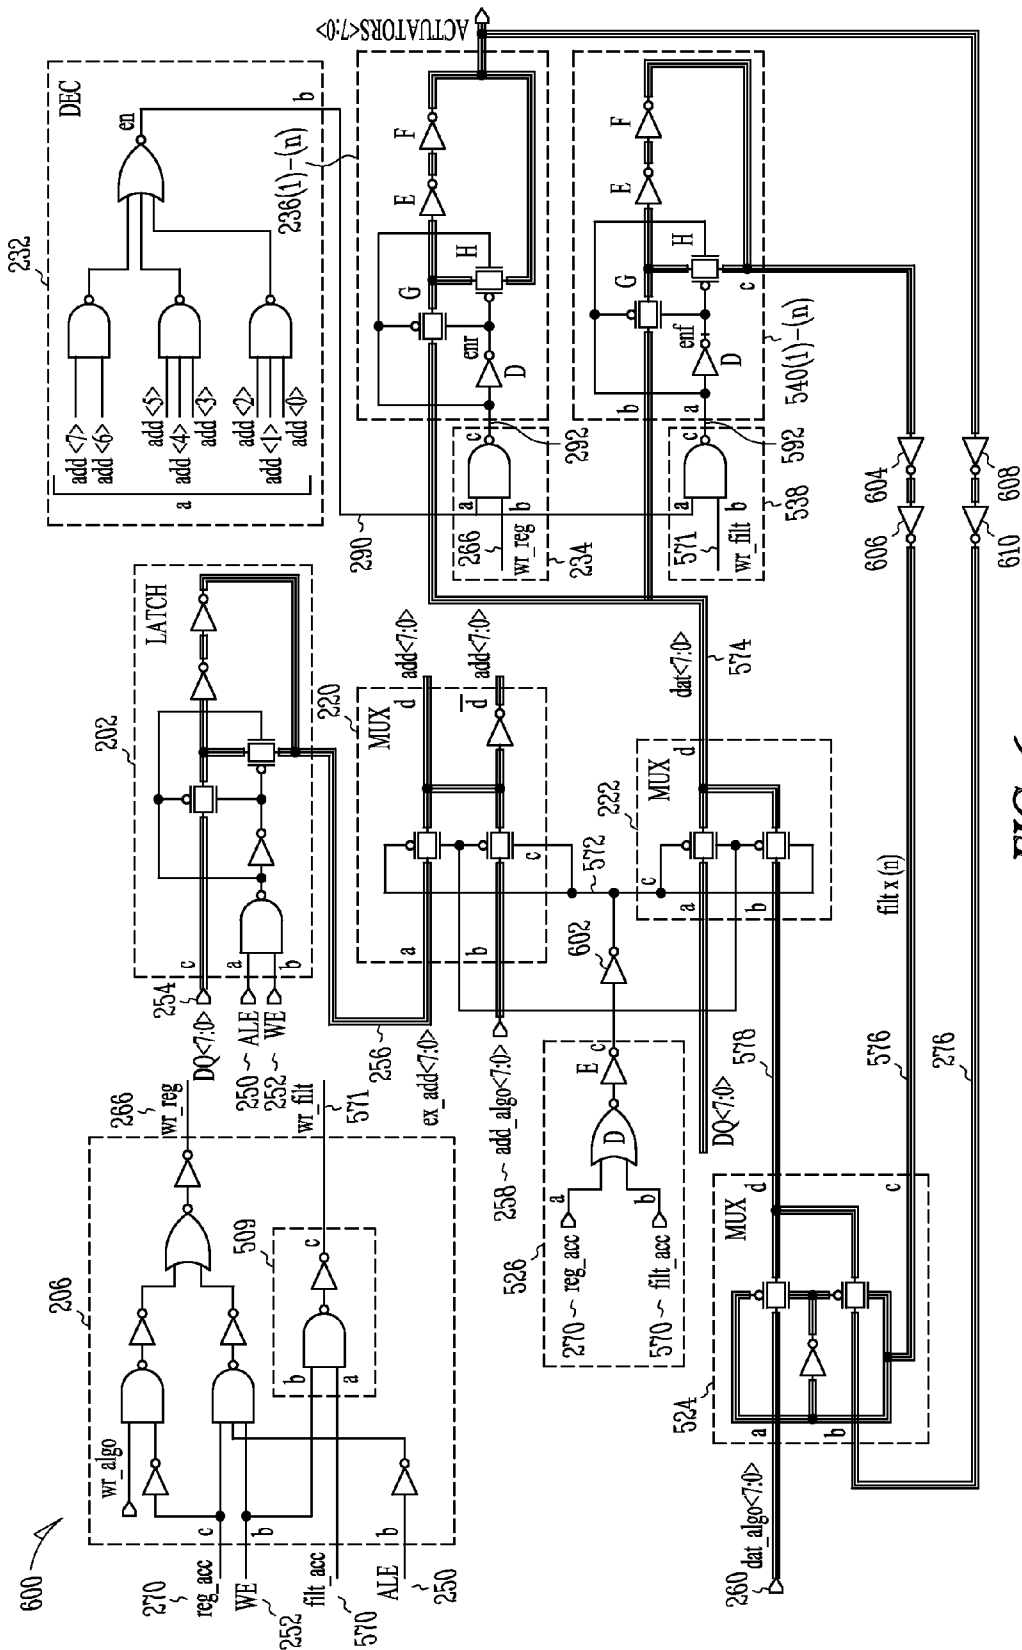 600
270
reg_acc
WE
252
filt_acc
570
ALE
250
206
wr_algo
c
b
b
509
b
a
c
266
wr_reg
wr_filt
571
254
DQ<7:0>
250
ALE
252
WE
c
a
b
202
LATCH
256
ex_add<7:0>
258
add_algo<7:0>
a
b
c
220
MUX
d
d
add<7:0>
add<7:0>
232
DEC
a
add<7>
add<6>
add<5>
add<4>
add<3>
add<2>
add<1>
add<0>
en
b
290
236(1)-(n)
266
wr_reg
a
b
c
234
292
enr
D
G
H
E
F
ACTUATORS<7:0>
571
wr_filt
a
b
c
538
592
b
a
enf
D
G
H
c
E
F
540(1)-(n)
526
270
reg_acc
570
filt_acc
a
b
D
E
c
602
572
222
MUX
DQ<7:0>
a
b
c
d
dat<7:0>
574
578
260
dat_algo<7:0>
524
MUX
a
b
c
d
filt x (n)
576
276
604
606
608
610